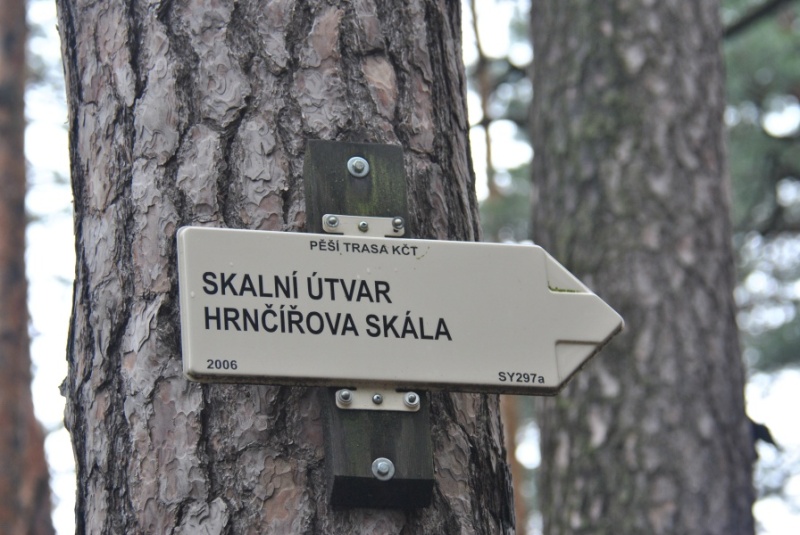 PĚŠÍ TRASA KČT
SKALNÍ ÚTVAR
HRNČÍŘOVA SKÁLA
2006
SY297a